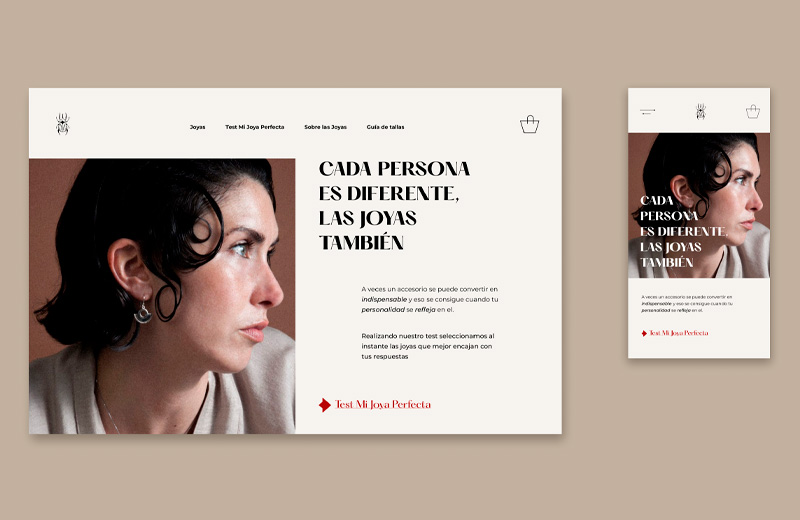 Joyas
Test Mi Joya Perfecta
Sobre las Joyas
Guía de tallas
CADA PERSONA
ES DIFERENTE,
LAS JOYAS
TAMBIÉN
A veces un accesorio se puede convertir en
indispensable y eso se consigue cuando tu
personalidad se refleja en el.
Realizando nuestro test seleccionamos al
instante las joyas que mejor encajan con
tus respuestas
Test Mi Joya Perfecta
CADA
PERSONA
ES DIFERENTE,
LAS JOYAS
TAMBIÉN
A veces un accesorio se puede convertir en
indispensable y eso se consigue cuando tu
personalidad se refleja en el.
Test Mi Joya Perfecta